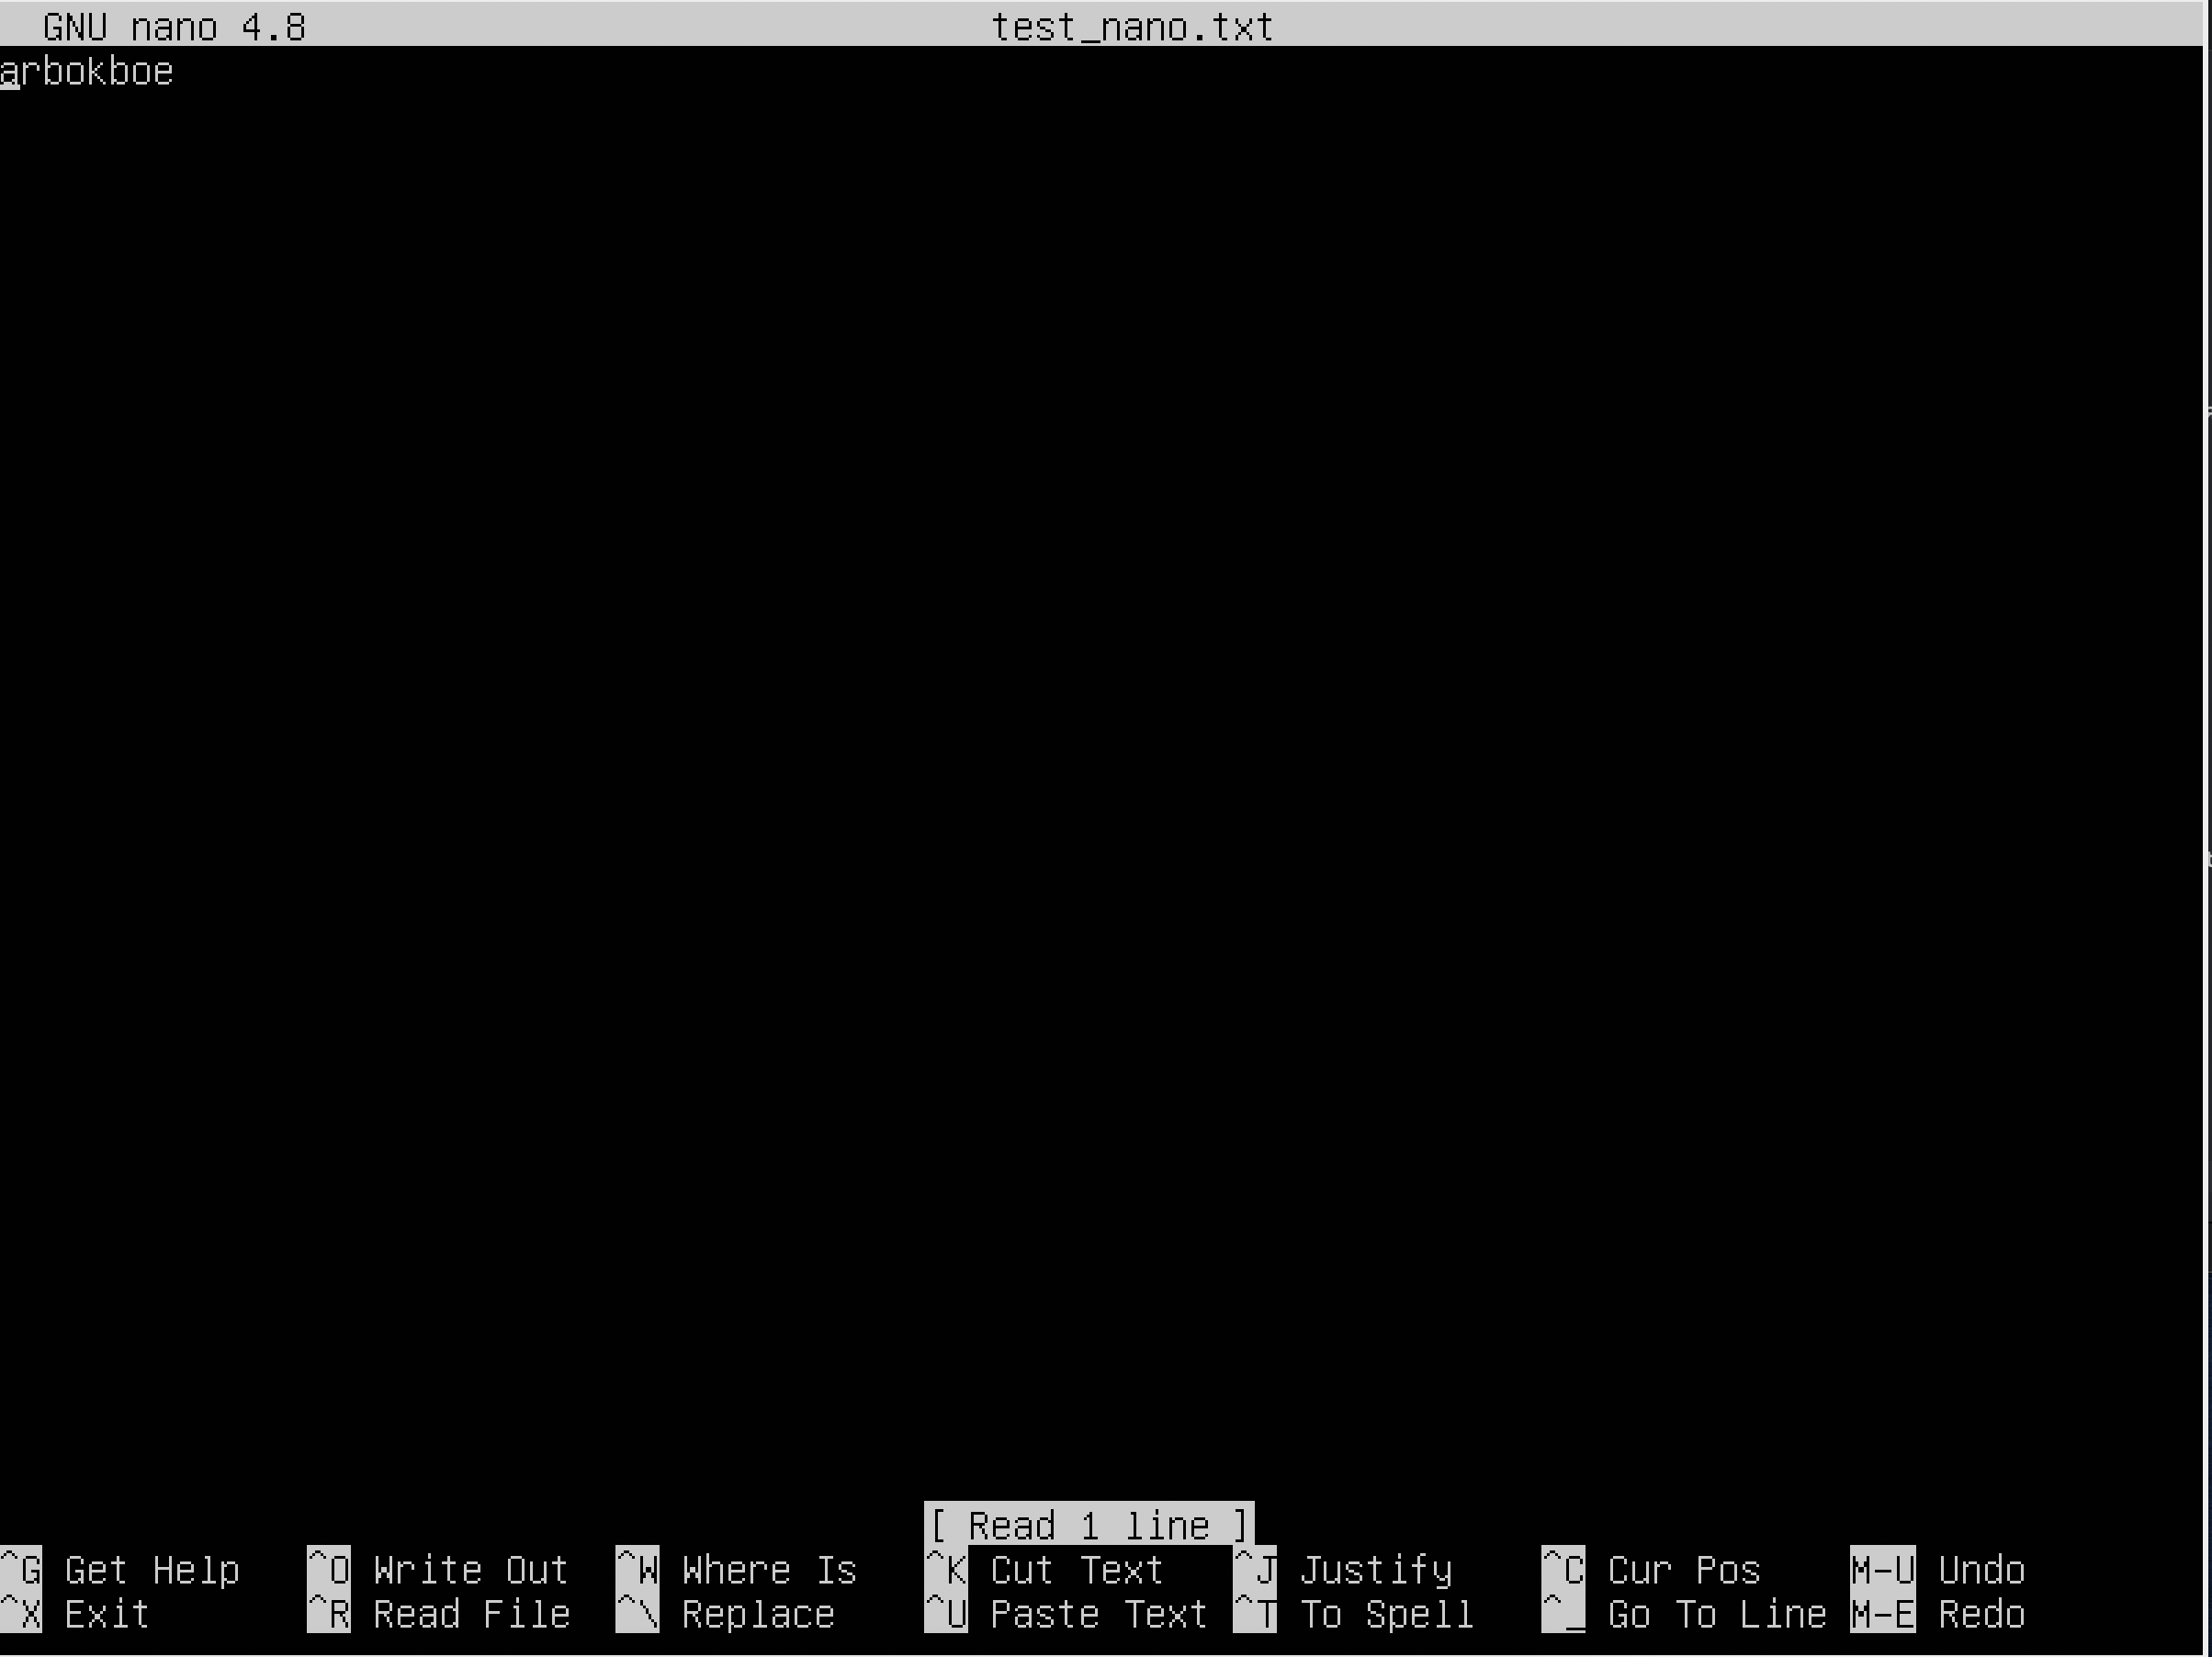 GNU nano 4.8 test_nano.txt
arbokboe
[ Read 1 line ]
^G Get Help ^O Write Out ^W Where Is ^K Cut Text ^J Justify ^C Cur Pos M-U Undo
^X Exit ^R Read File ^\ Replace ^U Paste Text ^T To Spell ^_ Go To Line M-E Redo